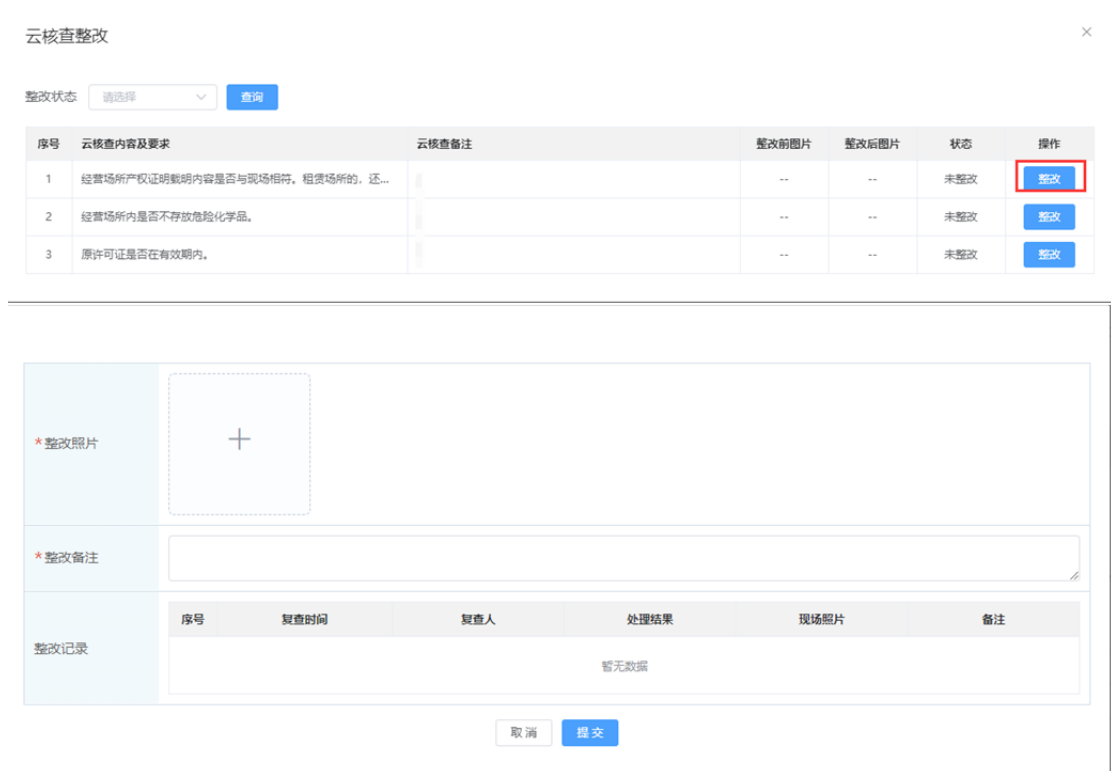 云核查整改
整改状态 请选择 查询
序号 云核查内容及要求 云核查备注 整改前图片 整改后图片 状态 操作
1 经营场所产权证明载明内容是否与现场相符。租赁场所的，还... -- -- 未整改 整改
2 经营场所内是否不存放危险化学品。 -- -- 未整改 整改
3 原许可证是否在有效期内。 -- -- 未整改 整改
*整改照片
*整改备注
序号 复查时间 复查人 处理结果 现场照片 备注
整改记录
暂无数据
取消 提交